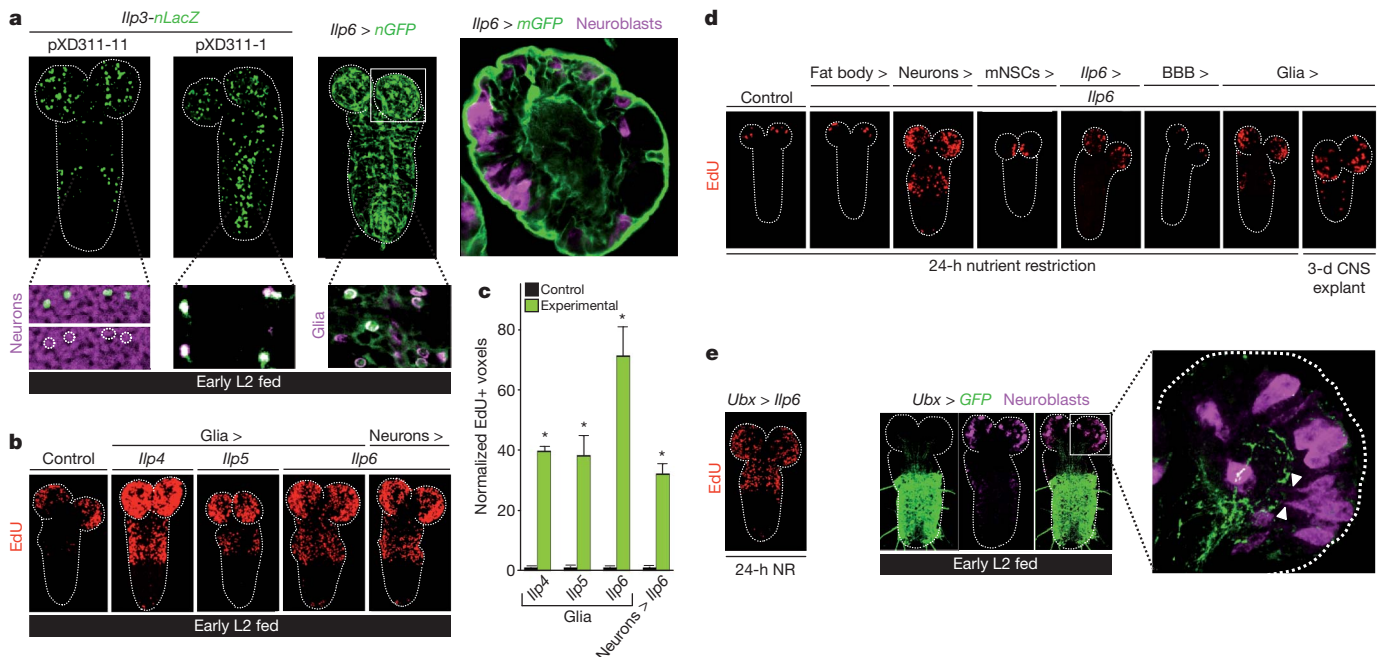 a
Ilp3-nLacZ
pXD311-11
pXD311-1
Ilp6 > nGFP
Ilp6 > mGFP Neuroblasts
Neurons
Glia
Early L2 fed
b
Glia >
Neurons >
Control
Ilp4
Ilp5
Ilp6
EdU
Early L2 fed
c
Control
Experimental
Normalized EdU+ voxels
80
60
40
20
0
*
*
*
*
Ilp4
Ilp5
Ilp6
Neurons > Ilp6
Glia
d
Fat body >
Neurons >
mNSCs >
Ilp6 >
BBB >
Glia >
Control
Ilp6
EdU
24-h nutrient restriction
3-d CNS
explant
e
Ubx > Ilp6
EdU
24-h NR
Ubx > GFP Neuroblasts
Early L2 fed